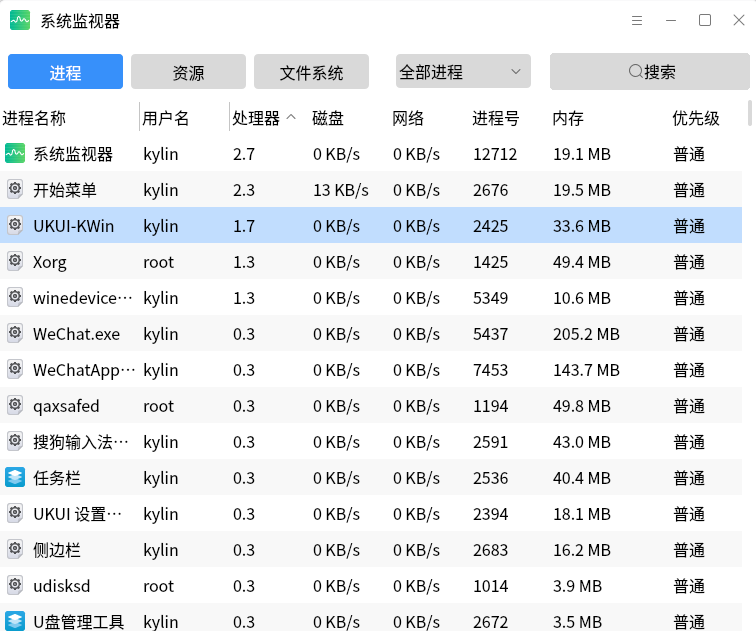 系统监视器
进程 资源 文件系统 全部进程 搜索
进程名称 用户名 处理器 磁盘 网络 进程号 内存 优先级
系统监视器 kylin 2.7 0 KB/s 0 KB/s 12712 19.1 MB 普通
开始菜单 kylin 2.3 13 KB/s 0 KB/s 2676 19.5 MB 普通
UKUI-KWin kylin 1.7 0 KB/s 0 KB/s 2425 33.6 MB 普通
Xorg root 1.3 0 KB/s 0 KB/s 1425 49.4 MB 普通
winedevice… kylin 1.3 0 KB/s 0 KB/s 5349 10.6 MB 普通
WeChat.exe kylin 0.3 0 KB/s 0 KB/s 5437 205.2 MB 普通
WeChatApp… kylin 0.3 0 KB/s 0 KB/s 7453 143.7 MB 普通
qaxsafed root 0.3 0 KB/s 0 KB/s 1194 49.8 MB 普通
搜狗输入法… kylin 0.3 0 KB/s 0 KB/s 2591 43.0 MB 普通
任务栏 kylin 0.3 0 KB/s 0 KB/s 2536 40.4 MB 普通
UKUI 设置… kylin 0.3 0 KB/s 0 KB/s 2394 18.1 MB 普通
侧边栏 kylin 0.3 0 KB/s 0 KB/s 2683 16.2 MB 普通
udisksd root 0.3 0 KB/s 0 KB/s 1014 3.9 MB 普通
U盘管理工具 kylin 0.3 0 KB/s 0 KB/s 2672 3.5 MB 普通